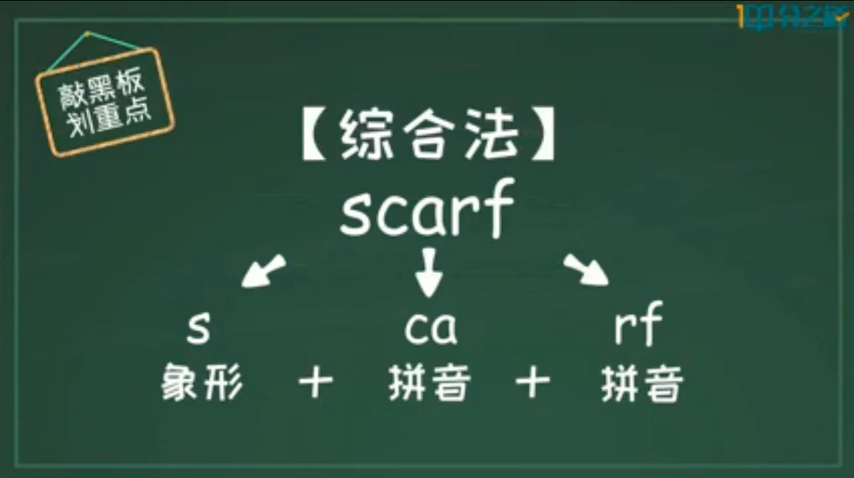 敲黑板
划重点
【综合法】
scarf
s ca rf
象形 + 拼音 + 拼音